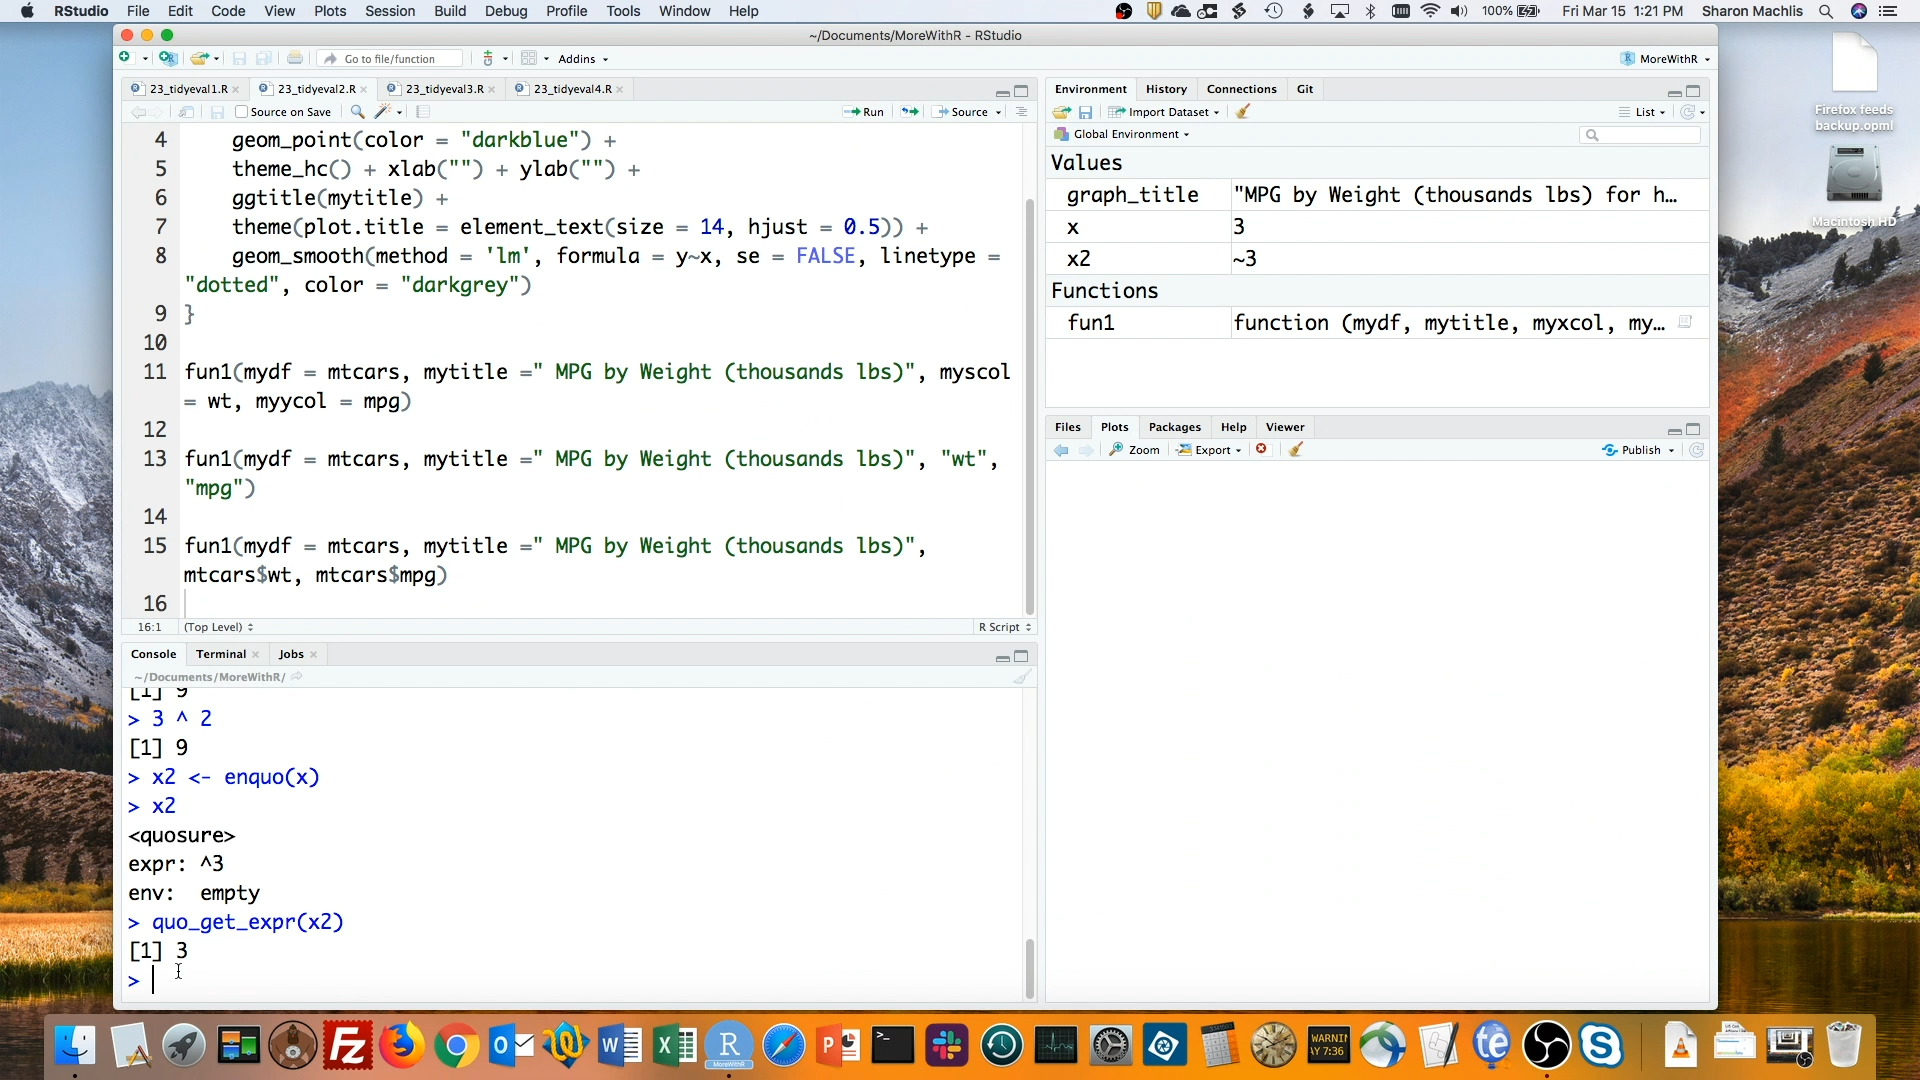 RStudio File Edit Code View Plots Session Build Debug Profile Tools Window Help 100% Fri Mar 15 1:21 PM Sharon Machlis
~/Documents/MoreWithR - RStudio
Go to file/function Addins MoreWithR
23_tidyeval1.R 23_tidyeval2.R 23_tidyeval3.R 23_tidyeval4.R
Source on Save Run Source
4 geom_point(color = "darkblue") +
5 theme_hc() + xlab("") + ylab("") +
6 ggtitle(mytitle) +
7 theme(plot.title = element_text(size = 14, hjust = 0.5)) +
8 geom_smooth(method = 'lm', formula = y~x, se = FALSE, linetype =
"dotted", color = "darkgrey")
9 }
10
11 fun1(mydf = mtcars, mytitle =" MPG by Weight (thousands lbs)", myscol
= wt, myycol = mpg)
12
13 fun1(mydf = mtcars, mytitle =" MPG by Weight (thousands lbs)", "wt",
"mpg")
14
15 fun1(mydf = mtcars, mytitle =" MPG by Weight (thousands lbs)",
mtcars$wt, mtcars$mpg)
16
16:1 (Top Level) R Script
Console Terminal Jobs
~/Documents/MoreWithR/
[1] 9
> 3 ^ 2
[1] 9
> x2 <- enquo(x)
> x2
<quosure>
expr: ^3
env: empty
> quo_get_expr(x2)
[1] 3
>
Environment History Connections Git
Import Dataset List
Global Environment
Values
graph_title "MPG by Weight (thousands lbs) for h…
x 3
x2 ~3
Functions
fun1 function (mydf, mytitle, myxcol, my…
Files Plots Packages Help Viewer
Zoom Export Publish
Firefox feeds
backup.opml
Macintosh HD
WARNIN
AY 7:36
MoreWithR